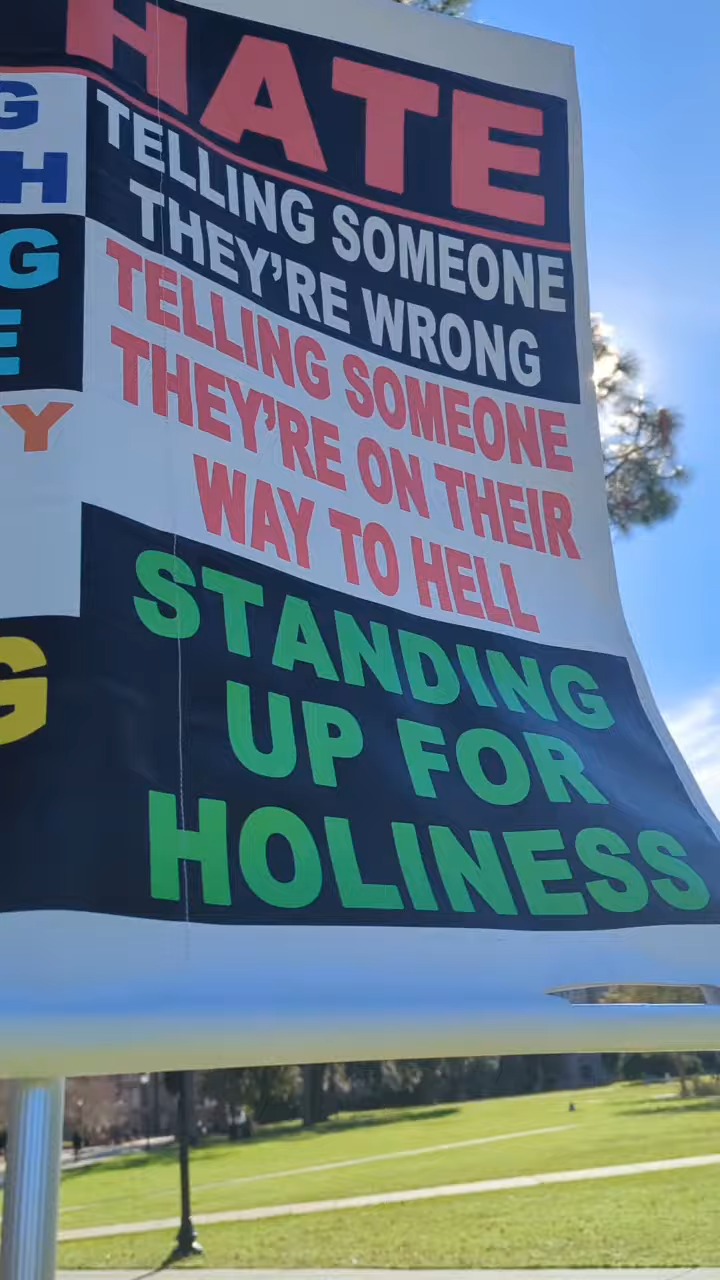 HATE
TELLING SOMEONE
THEY'RE WRONG
TELLING SOMEONE
THEY'RE ON THEIR
WAY TO HELL
STANDING
UP FOR
HOLINESS